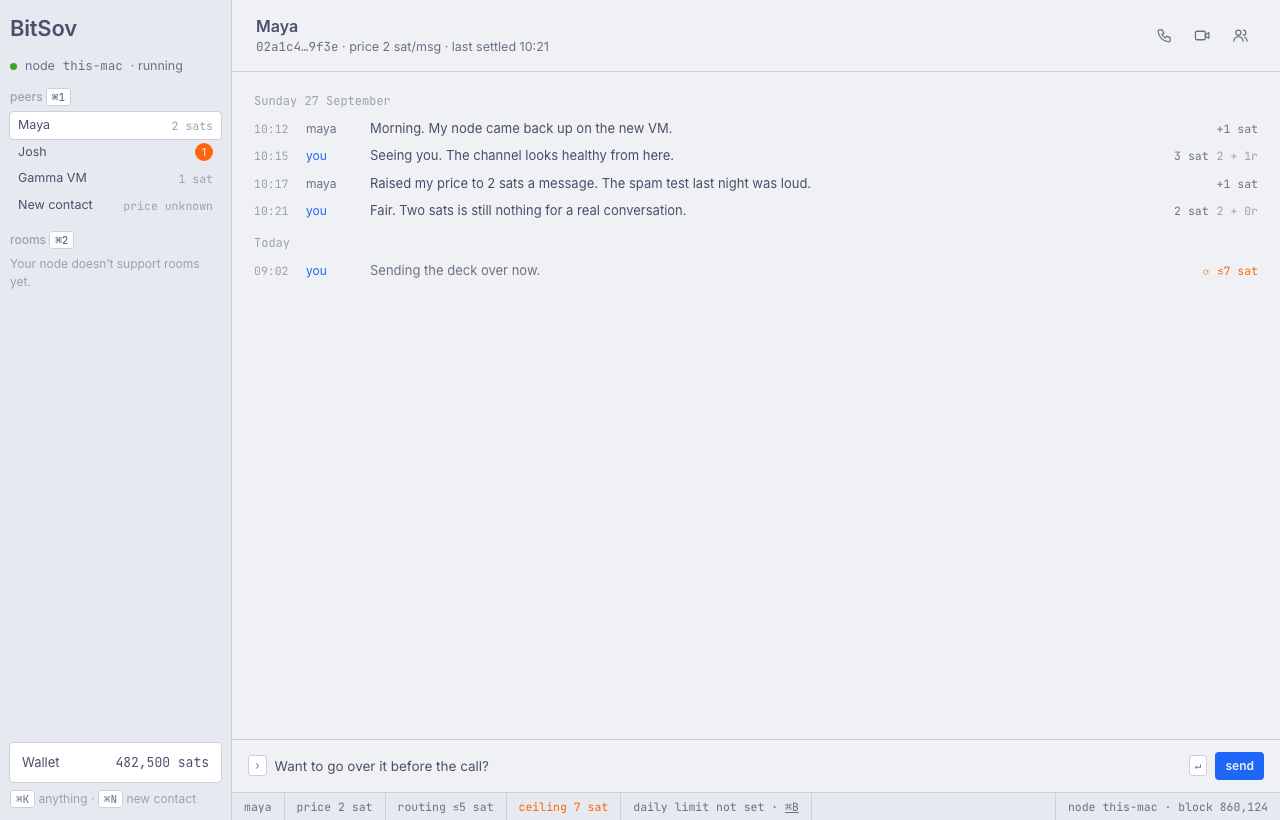 BitSov
node this-mac · running
peers ⌘1
Maya 2 sats
Josh 1
Gamma VM 1 sat
New contact price unknown
rooms ⌘2
Your node doesn’t support rooms
yet.
Wallet 482,500 sats
⌘K anything · ⌘N new contact
Maya
02a1c4…9f3e · price 2 sat/msg · last settled 10:21
Sunday 27 September
10:12 maya Morning. My node came back up on the new VM. +1 sat
10:15 you Seeing you. The channel looks healthy from here. 3 sat 2 + 1r
10:17 maya Raised my price to 2 sats a message. The spam test last night was loud. +1 sat
10:21 you Fair. Two sats is still nothing for a real conversation. 2 sat 2 + 0r
Today
09:02 you Sending the deck over now. ⟳ ≤7 sat
› Want to go over it before the call? ↵ send
maya price 2 sat routing ≤5 sat ceiling 7 sat daily limit not set · ⌘B node this-mac · block 860,124